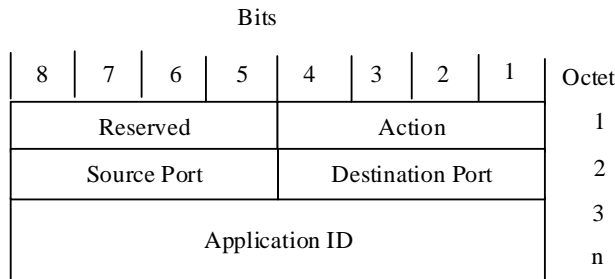 Bits
8 7 6 5 4 3 2 1 Octet
Reserved Action 1
Source Port Destination Port 2
3
Application ID
n